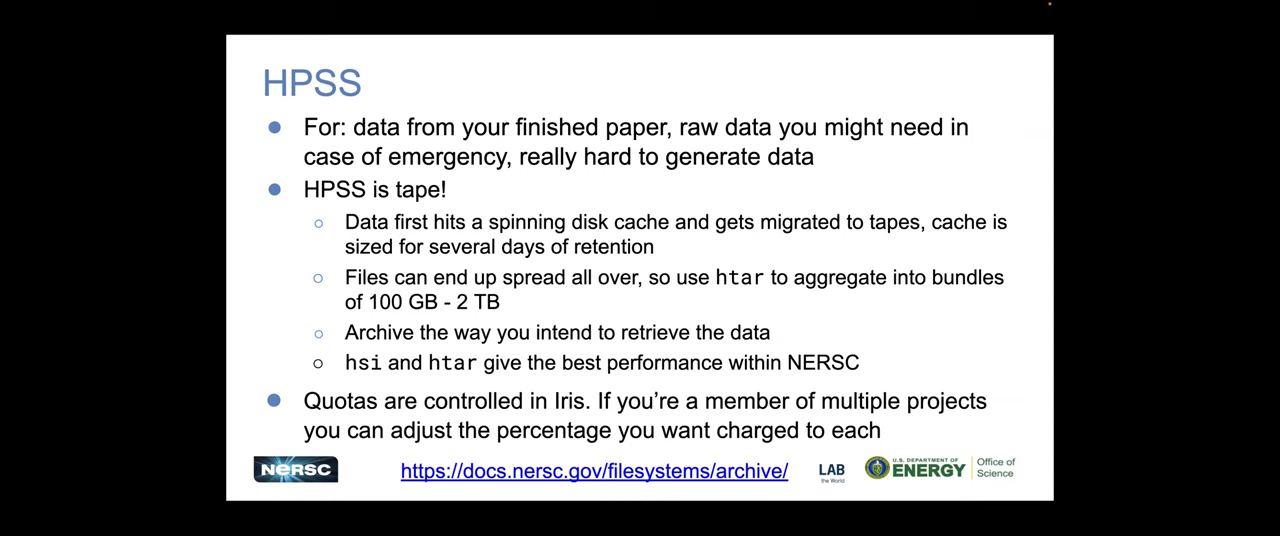 HPSS
● For: data from your finished paper, raw data you might need in
case of emergency, really hard to generate data
● HPSS is tape!
○ Data first hits a spinning disk cache and gets migrated to tapes, cache is
sized for several days of retention
○ Files can end up spread all over, so use htar to aggregate into bundles
of 100 GB - 2 TB
○ Archive the way you intend to retrieve the data
○ hsi and htar give the best performance within NERSC
● Quotas are controlled in Iris. If you're a member of multiple projects
you can adjust the percentage you want charged to each
NERSC
https://docs.nersc.gov/filesystems/archive/
LAB
the World
U.S. DEPARTMENT OF
ENERGY
Office of
Science